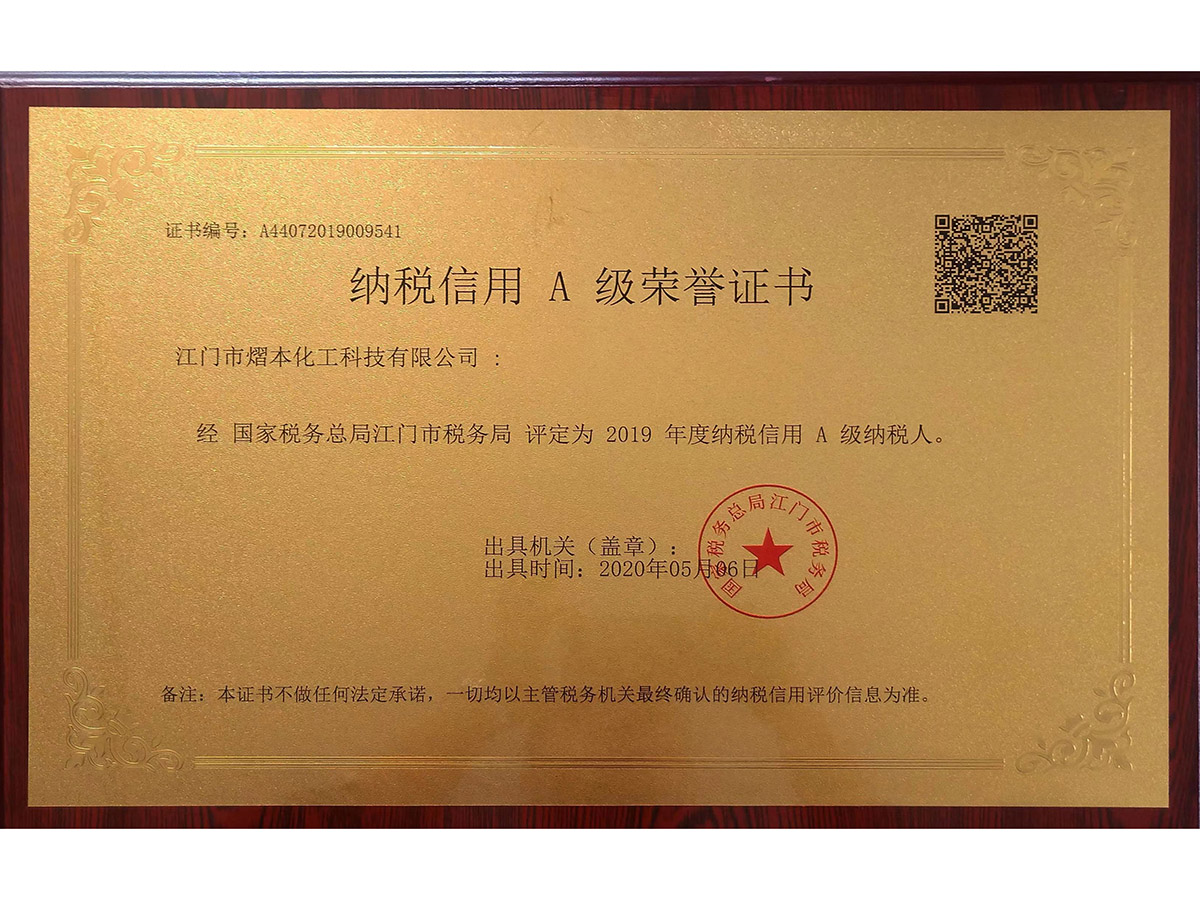 证书编号：A44072019009541
纳税信用 A 级荣誉证书
江门市熠本化工科技有限公司 :
经 国家税务总局江门市税务局 评定为 2019 年度纳税信用 A 级纳税人。
出具机关（盖章）:
出具时间: 2020年05月06日
国家税务总局江门市税务局
备注: 本证书不做任何法定承诺，一切均以主管税务机关最终确认的纳税信用评价信息为准。